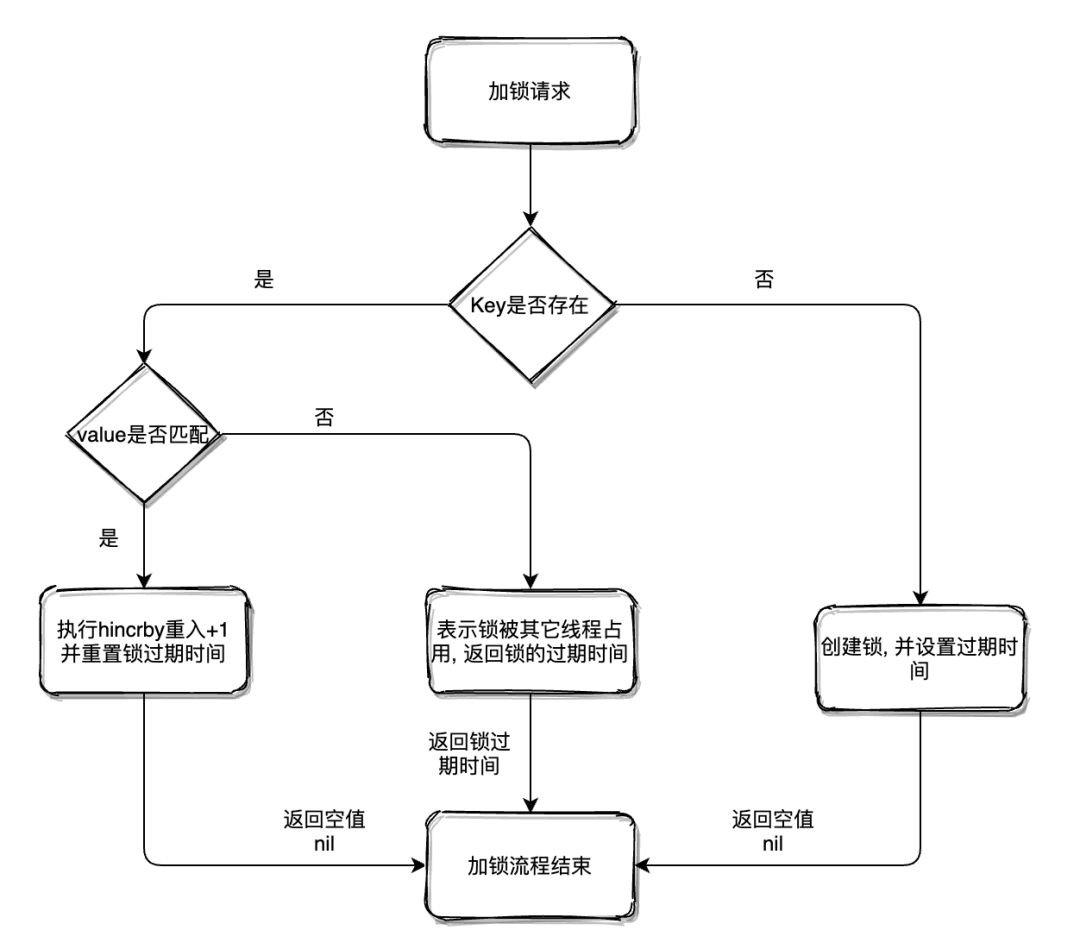 加锁请求
Key是否存在
是
否
value是否匹配
否
是
执行hincrby重入+1
并重置锁过期时间
表示锁被其它线程占
用, 返回锁的过期时间
创建锁, 并设置过期时
间
返回锁过
期时间
返回空值
nil
返回空值
nil
加锁流程结束